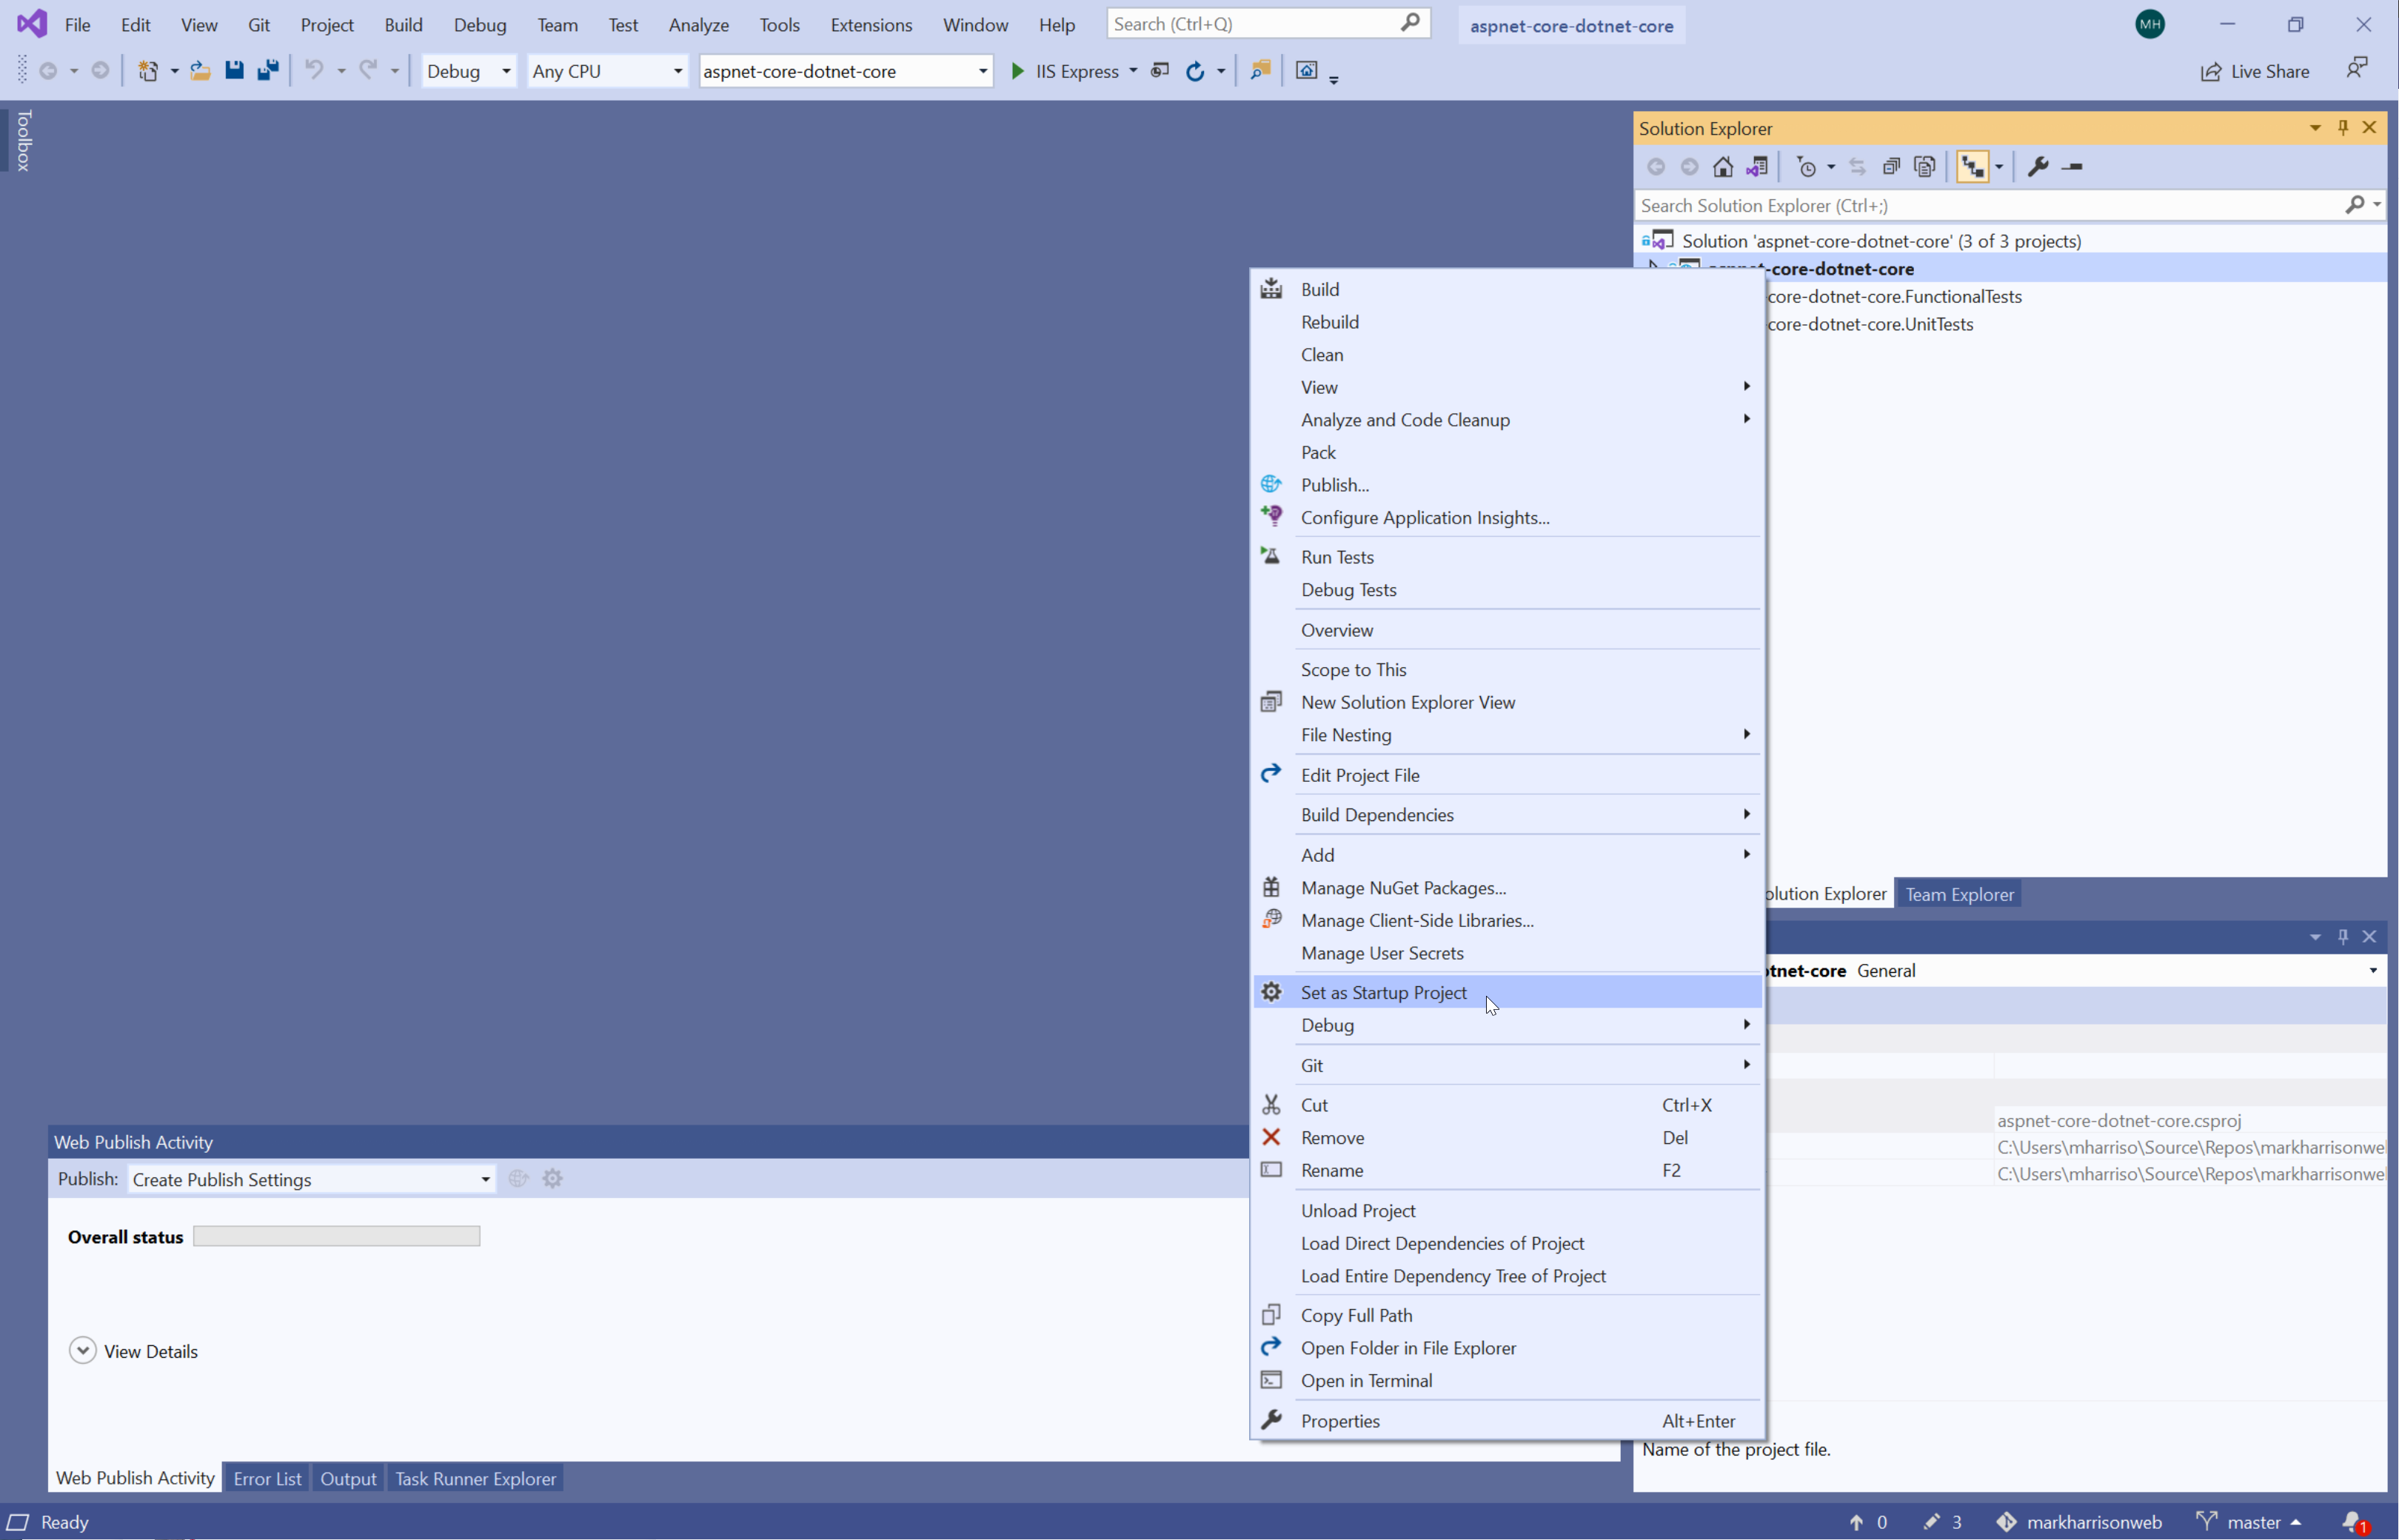 File Edit View Git Project Build Debug Team Test Analyze Tools Extensions Window Help Search (Ctrl+Q) aspnet-core-dotnet-core MH
Debug Any CPU aspnet-core-dotnet-core IIS Express Live Share
Toolbox
Solution Explorer
Search Solution Explorer (Ctrl+;)
Solution 'aspnet-core-dotnet-core' (3 of 3 projects)
-core-dotnet-core
core-dotnet-core.FunctionalTests
core-dotnet-core.UnitTests
Build
Rebuild
Clean
View
Analyze and Code Cleanup
Pack
Publish...
Configure Application Insights...
Run Tests
Debug Tests
Overview
Scope to This
New Solution Explorer View
File Nesting
Edit Project File
Build Dependencies
Add
Manage NuGet Packages...
Manage Client-Side Libraries...
Manage User Secrets
Set as Startup Project
Debug
Git
Cut Ctrl+X
Remove Del
Rename F2
Unload Project
Load Direct Dependencies of Project
Load Entire Dependency Tree of Project
Copy Full Path
Open Folder in File Explorer
Open in Terminal
Properties Alt+Enter
olution Explorer Team Explorer
tnet-core General
aspnet-core-dotnet-core.csproj
C:\Users\mharriso\Source\Repos\markharrisonwe
C:\Users\mharriso\Source\Repos\markharrisonwe
Name of the project file.
Web Publish Activity
Publish: Create Publish Settings
Overall status
View Details
Web Publish Activity Error List Output Task Runner Explorer
Ready 0 3 markharrisonweb master 1